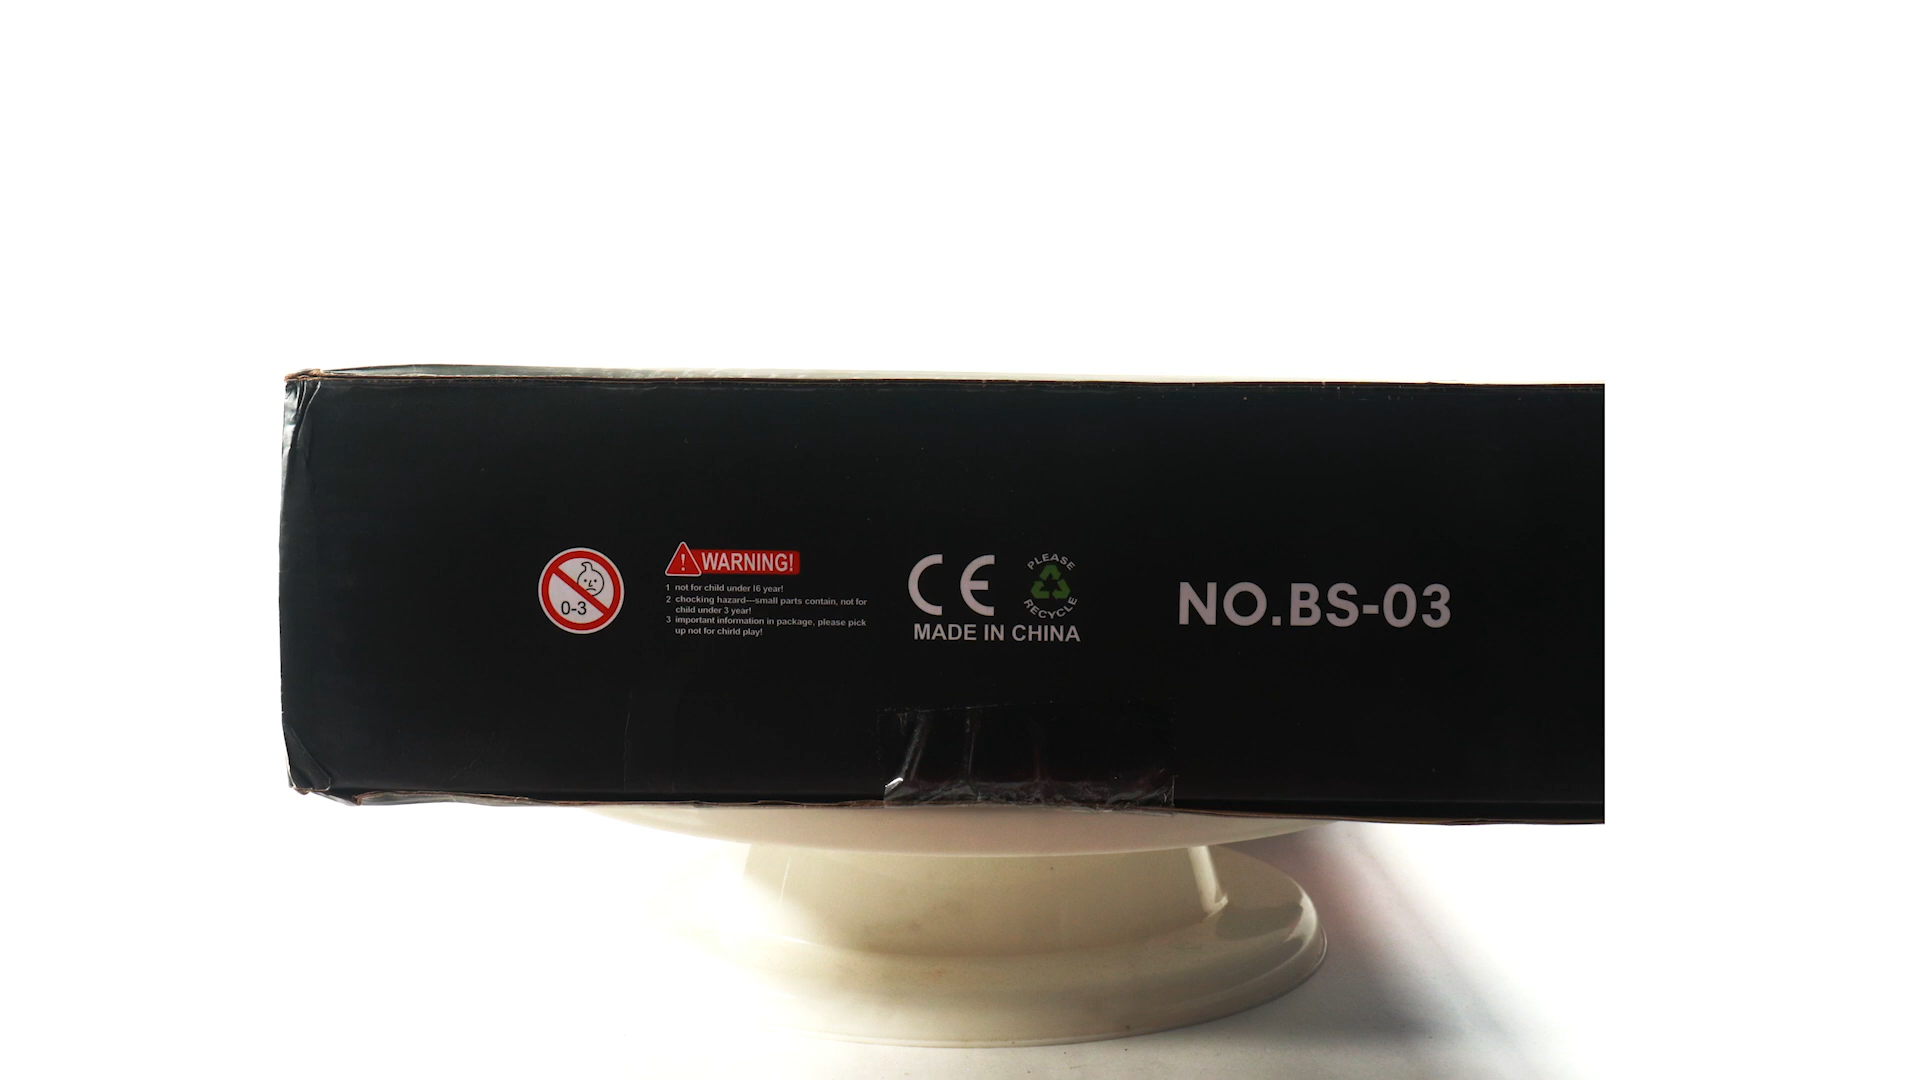 0-3
WARNING!
1 not for child under 16 year!
2 chocking hazard—small parts contain, not for
child under 3 year!
3 important information in package, please pick
up not for chirld play!
CE
PLEASE
RECYCLE
MADE IN CHINA
NO.BS-03